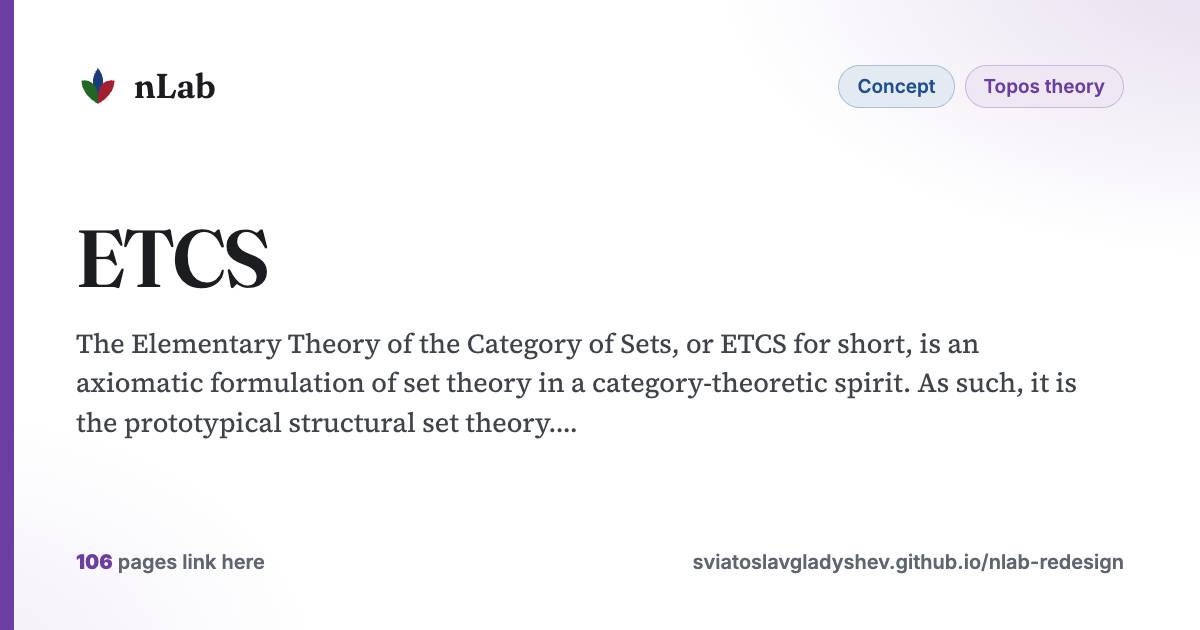 nLab
Concept
Topos theory
ETCS
The Elementary Theory of the Category of Sets, or ETCS for short, is an
axiomatic formulation of set theory in a category-theoretic spirit. As such, it is
the prototypical structural set theory....
106 pages link here
sviatoslavgladyshev.github.io/nlab-redesign